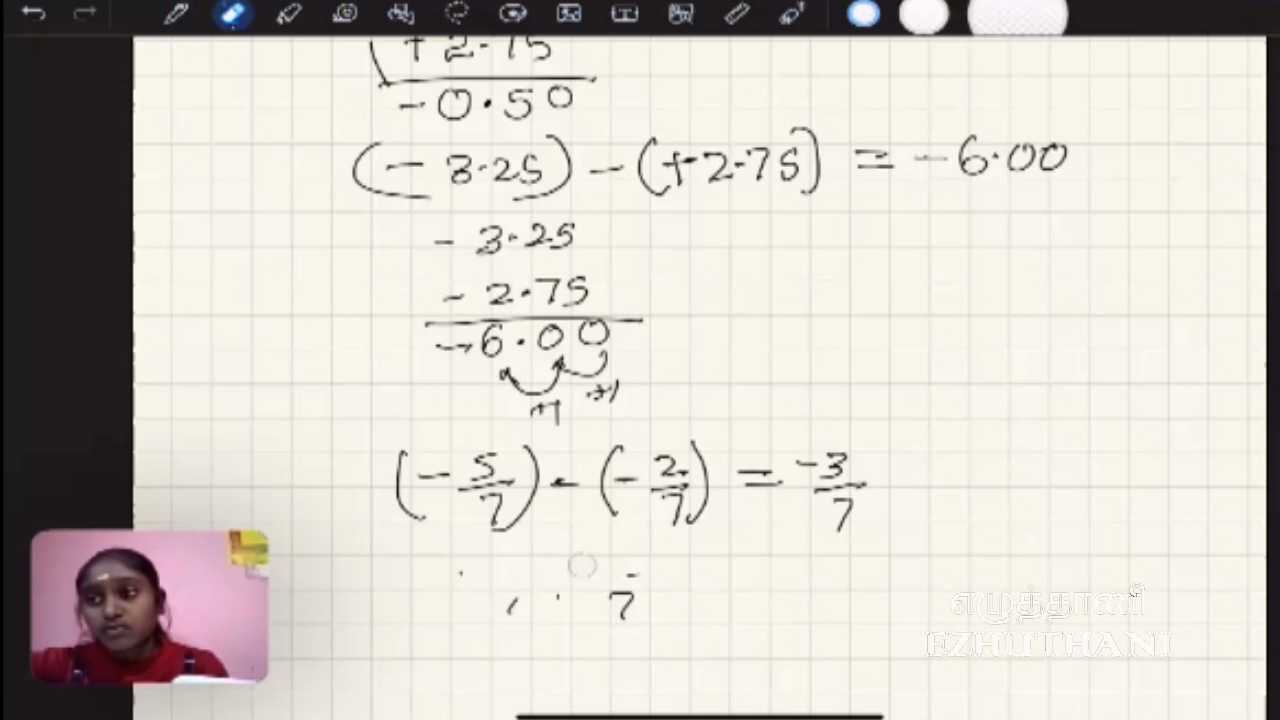 + 2.75
- 0.50
(- 3.25) - (+2.75) = - 6.00
- 3.25
- 2.75
- 6.00
+1 +1
(- 5/7) - (- 2/7) = -3/7
7
எழுத்தாணி
EZHUTHANI